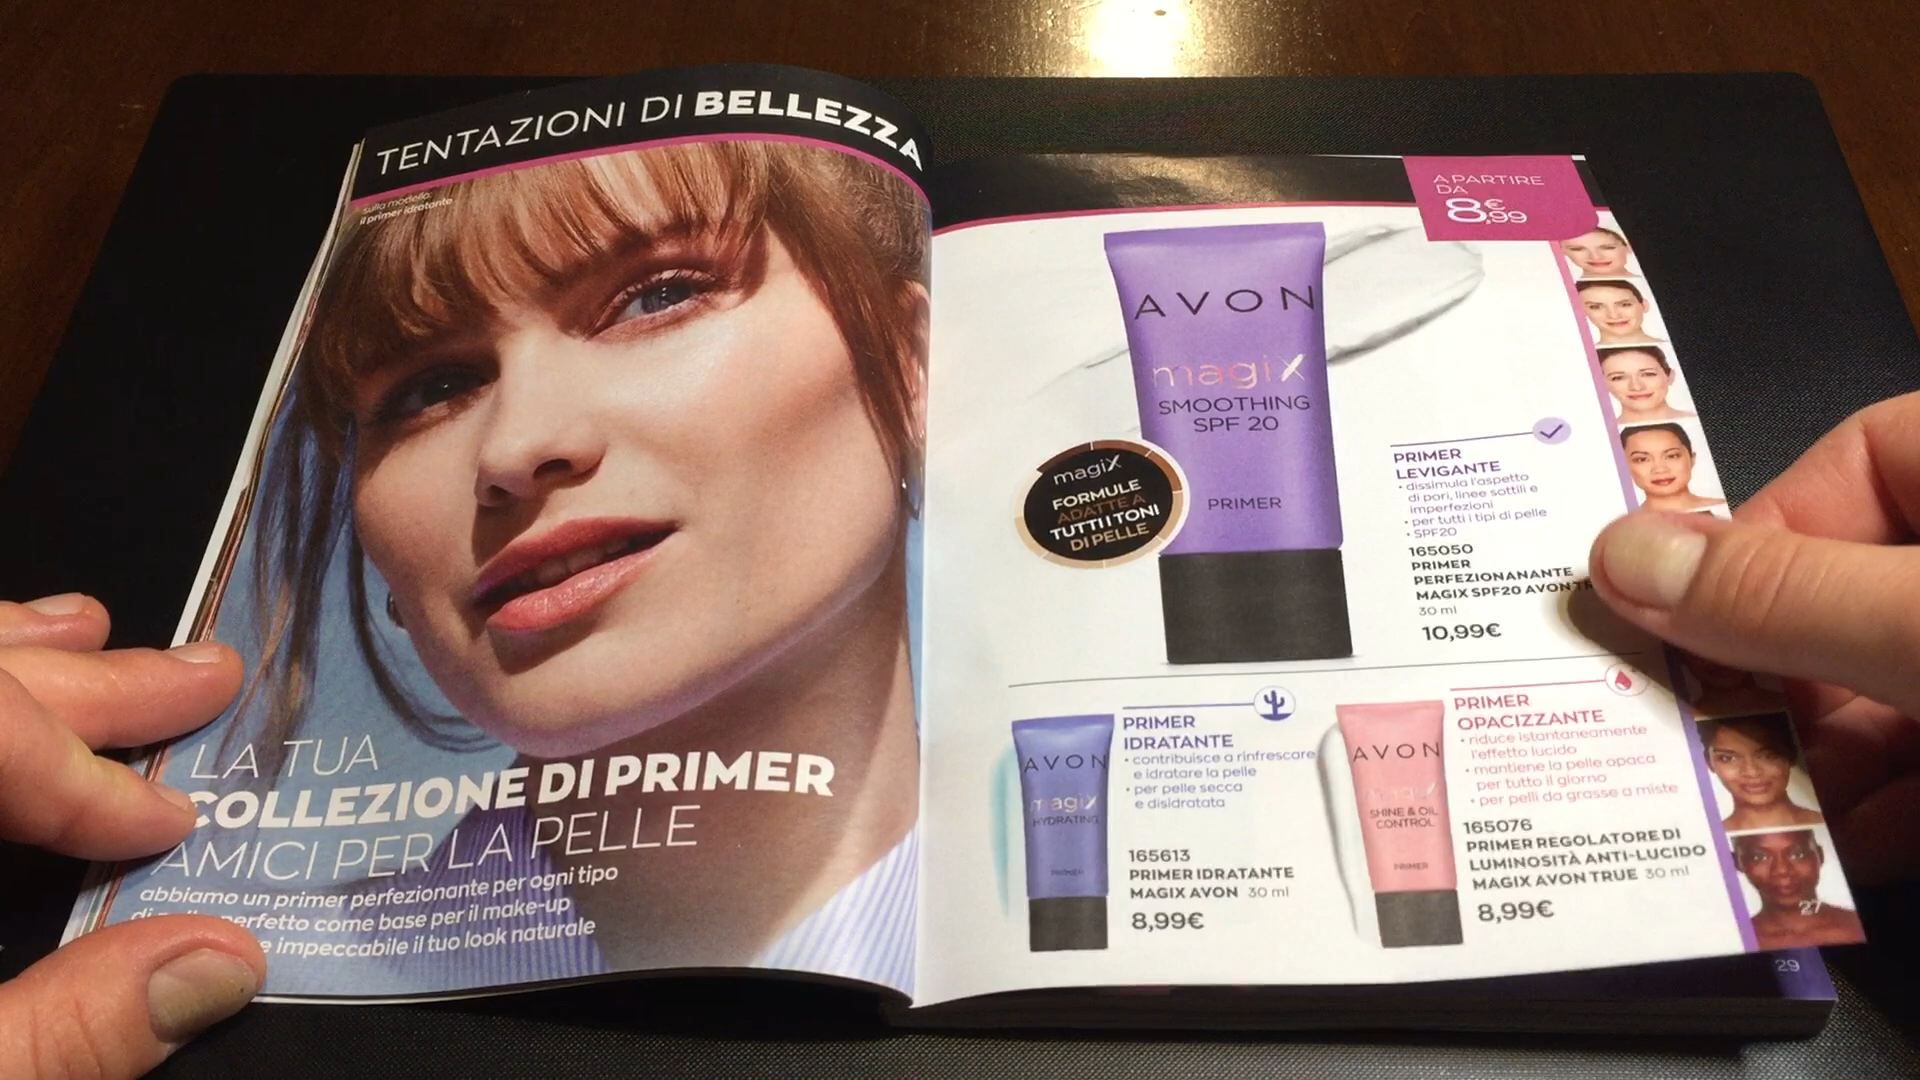 TENTAZIONI DI BELLEZZA
sulla modella:
il primer idratante
LA TUA
COLLEZIONE DI PRIMER
AMICI PER LA PELLE
abbiamo un primer perfezionante per ogni tipo
di perfetto come base per il make-up
e impeccabile il tuo look naturale
A PARTIRE
DA
8,99€
AVON
magix
SMOOTHING
SPF 20
PRIMER
magix
FORMULE
ADATTE A
TUTTI I TONI
DI PELLE
PRIMER
LEVIGANTE
• dissimula l'aspetto
di pori, linee sottili e
imperfezioni
• per tutti i tipi di pelle
• SPF20
165050
PRIMER
PERFEZIONANANTE
MAGIX SPF20 AVON TR
30 ml
10,99€
AVON
magix
HYDRATING
PRIMER
PRIMER
IDRATANTE
• contribuisce a rinfrescare
e idratare la pelle
• per pelle secca
e disidratata
165613
PRIMER IDRATANTE
MAGIX AVON 30 ml
8,99€
AVON
magix
SHINE & OIL
CONTROL
PRIMER
PRIMER
OPACIZZANTE
• riduce istantaneamente
l'effetto lucido
• mantiene la pelle opaca
per tutto il giorno
• per pelli da grasse a miste
165076
PRIMER REGOLATORE DI
LUMINOSITÀ ANTI-LUCIDO
MAGIX AVON TRUE 30 ml
8,99€
27
29